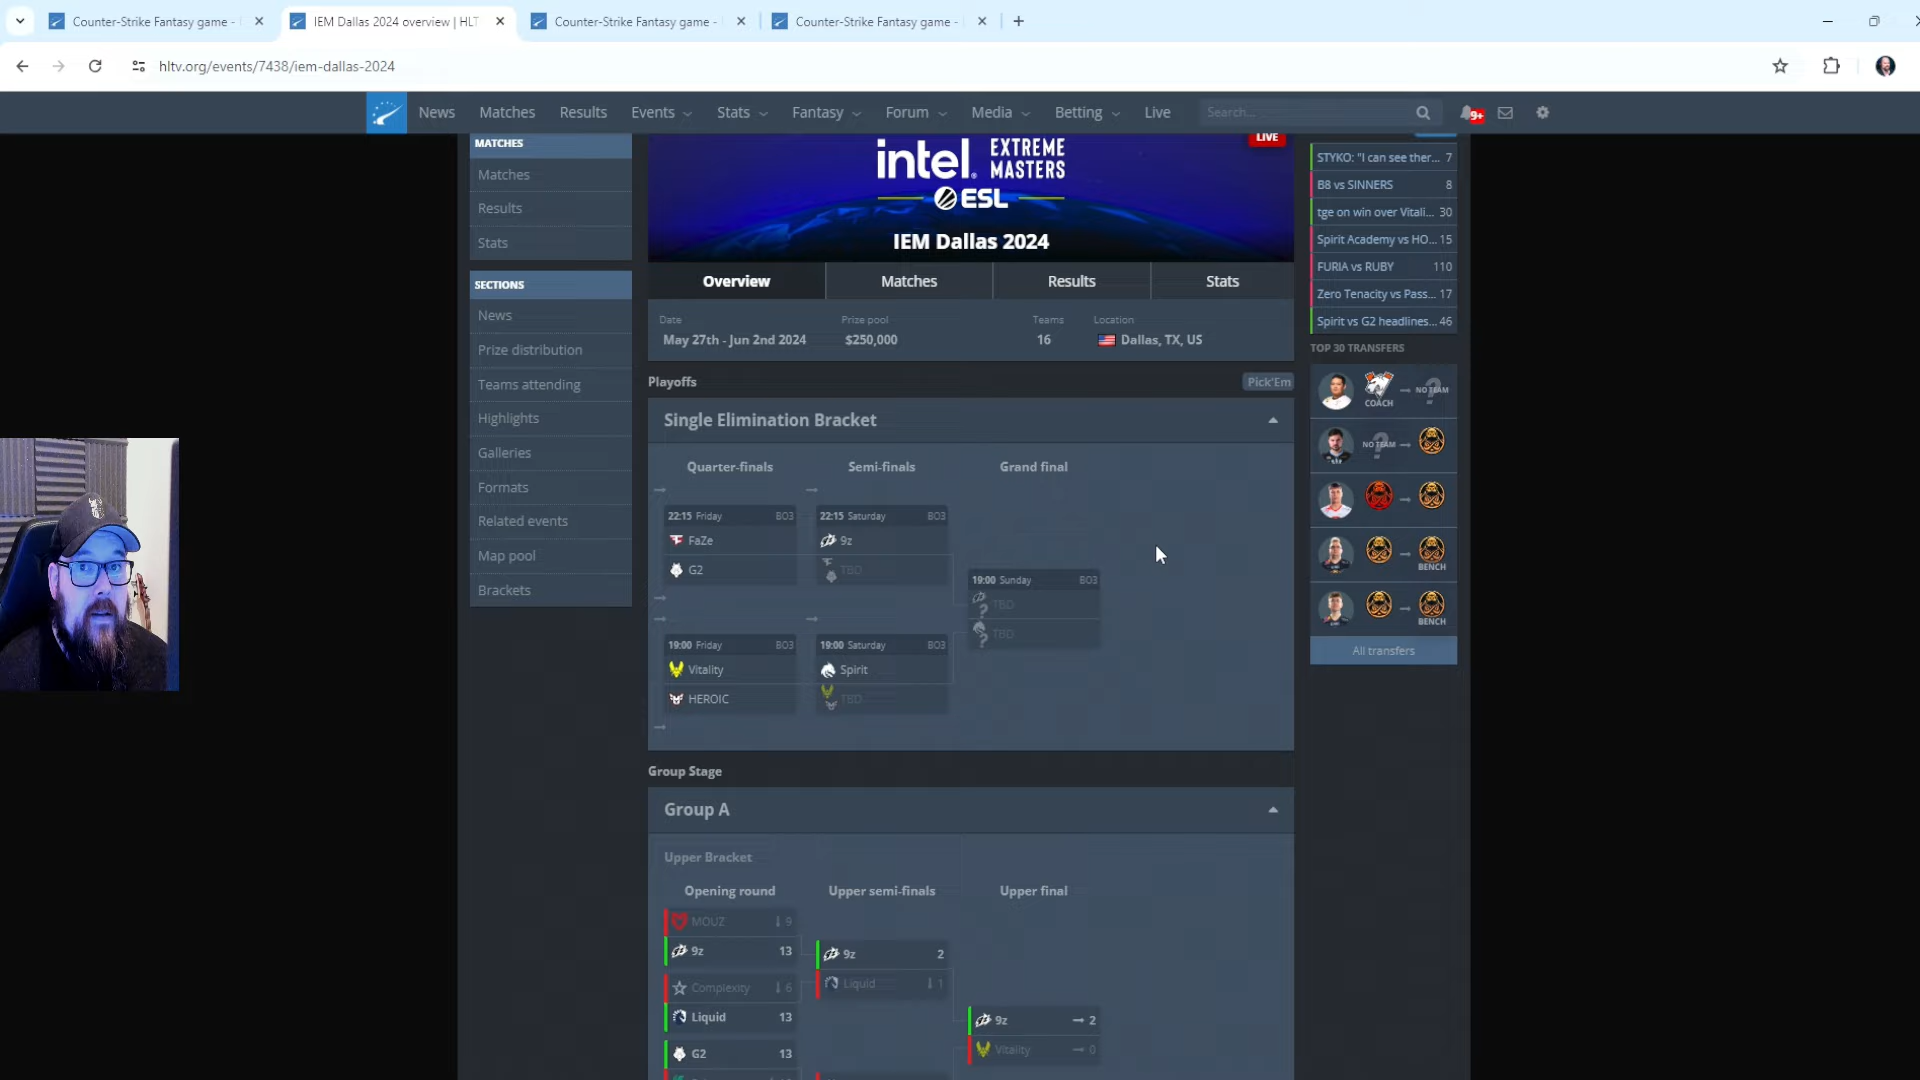 Counter-Strike Fantasy game -
IEM Dallas 2024 overview | HLT
Counter-Strike Fantasy game -
Counter-Strike Fantasy game -
hltv.org/events/7438/iem-dallas-2024
News
Matches
Results
Events
Stats
Fantasy
Forum
Media
Betting
Live
Search...
9+
MATCHES
Matches
Results
Stats
SECTIONS
News
Prize distribution
Teams attending
Highlights
Galleries
Formats
Related events
Map pool
Brackets
LIVE
intel. EXTREME
MASTERS
ESL
IEM Dallas 2024
Overview
Matches
Results
Stats
Date
May 27th - Jun 2nd 2024
Prize pool
$250,000
Teams
16
Location
Dallas, TX, US
Playoffs
Pick'Em
Single Elimination Bracket
Quarter-finals
Semi-finals
Grand final
22:15 Friday BO3
FaZe
G2
22:15 Saturday BO3
9z
TBD
19:00 Sunday BO3
TBD
TBD
19:00 Friday BO3
Vitality
HEROIC
19:00 Saturday BO3
Spirit
TBD
Group Stage
Group A
Upper Bracket
Opening round
Upper semi-finals
Upper final
MOUZ 9
9z 13
Complexity 6
Liquid 13
G2 13
9z 2
Liquid 1
9z 2
Vitality 0
STYKO: "I can see ther... 7
B8 vs SINNERS 8
tge on win over Vitali... 30
Spirit Academy vs HO... 15
FURIA vs RUBY 110
Zero Tenacity vs Pass... 17
Spirit vs G2 headlines... 46
TOP 30 TRANSFERS
COACH
NO TEAM
NO TEAM
BENCH
BENCH
All transfers